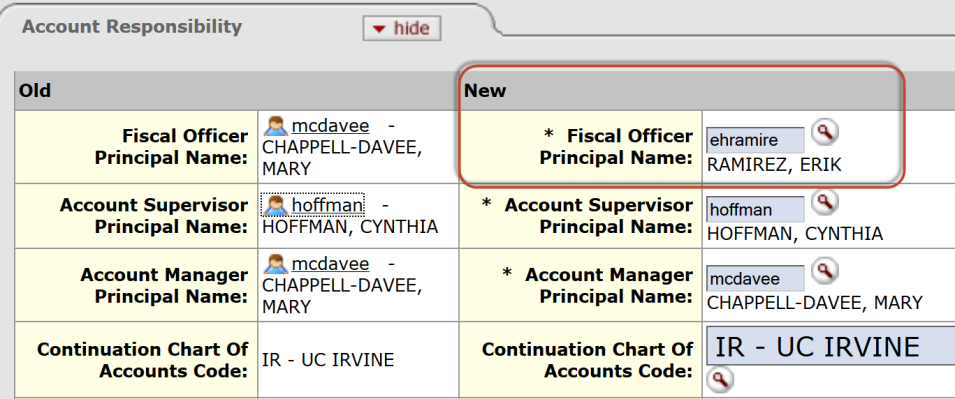 Account Responsibility
hide
Old
New
Fiscal Officer
Principal Name:
mcdavee -
CHAPPELL-DAVEE,
MARY
* Fiscal Officer
Principal Name:
ehramire
RAMIREZ, ERIK
Account Supervisor
Principal Name:
hoffman -
HOFFMAN, CYNTHIA
* Account Supervisor
Principal Name:
hoffman
HOFFMAN, CYNTHIA
Account Manager
Principal Name:
mcdavee -
CHAPPELL-DAVEE,
MARY
* Account Manager
Principal Name:
mcdavee
CHAPPELL-DAVEE, MARY
Continuation Chart Of
Accounts Code:
IR - UC IRVINE
Continuation Chart Of
Accounts Code:
IR - UC IRVINE